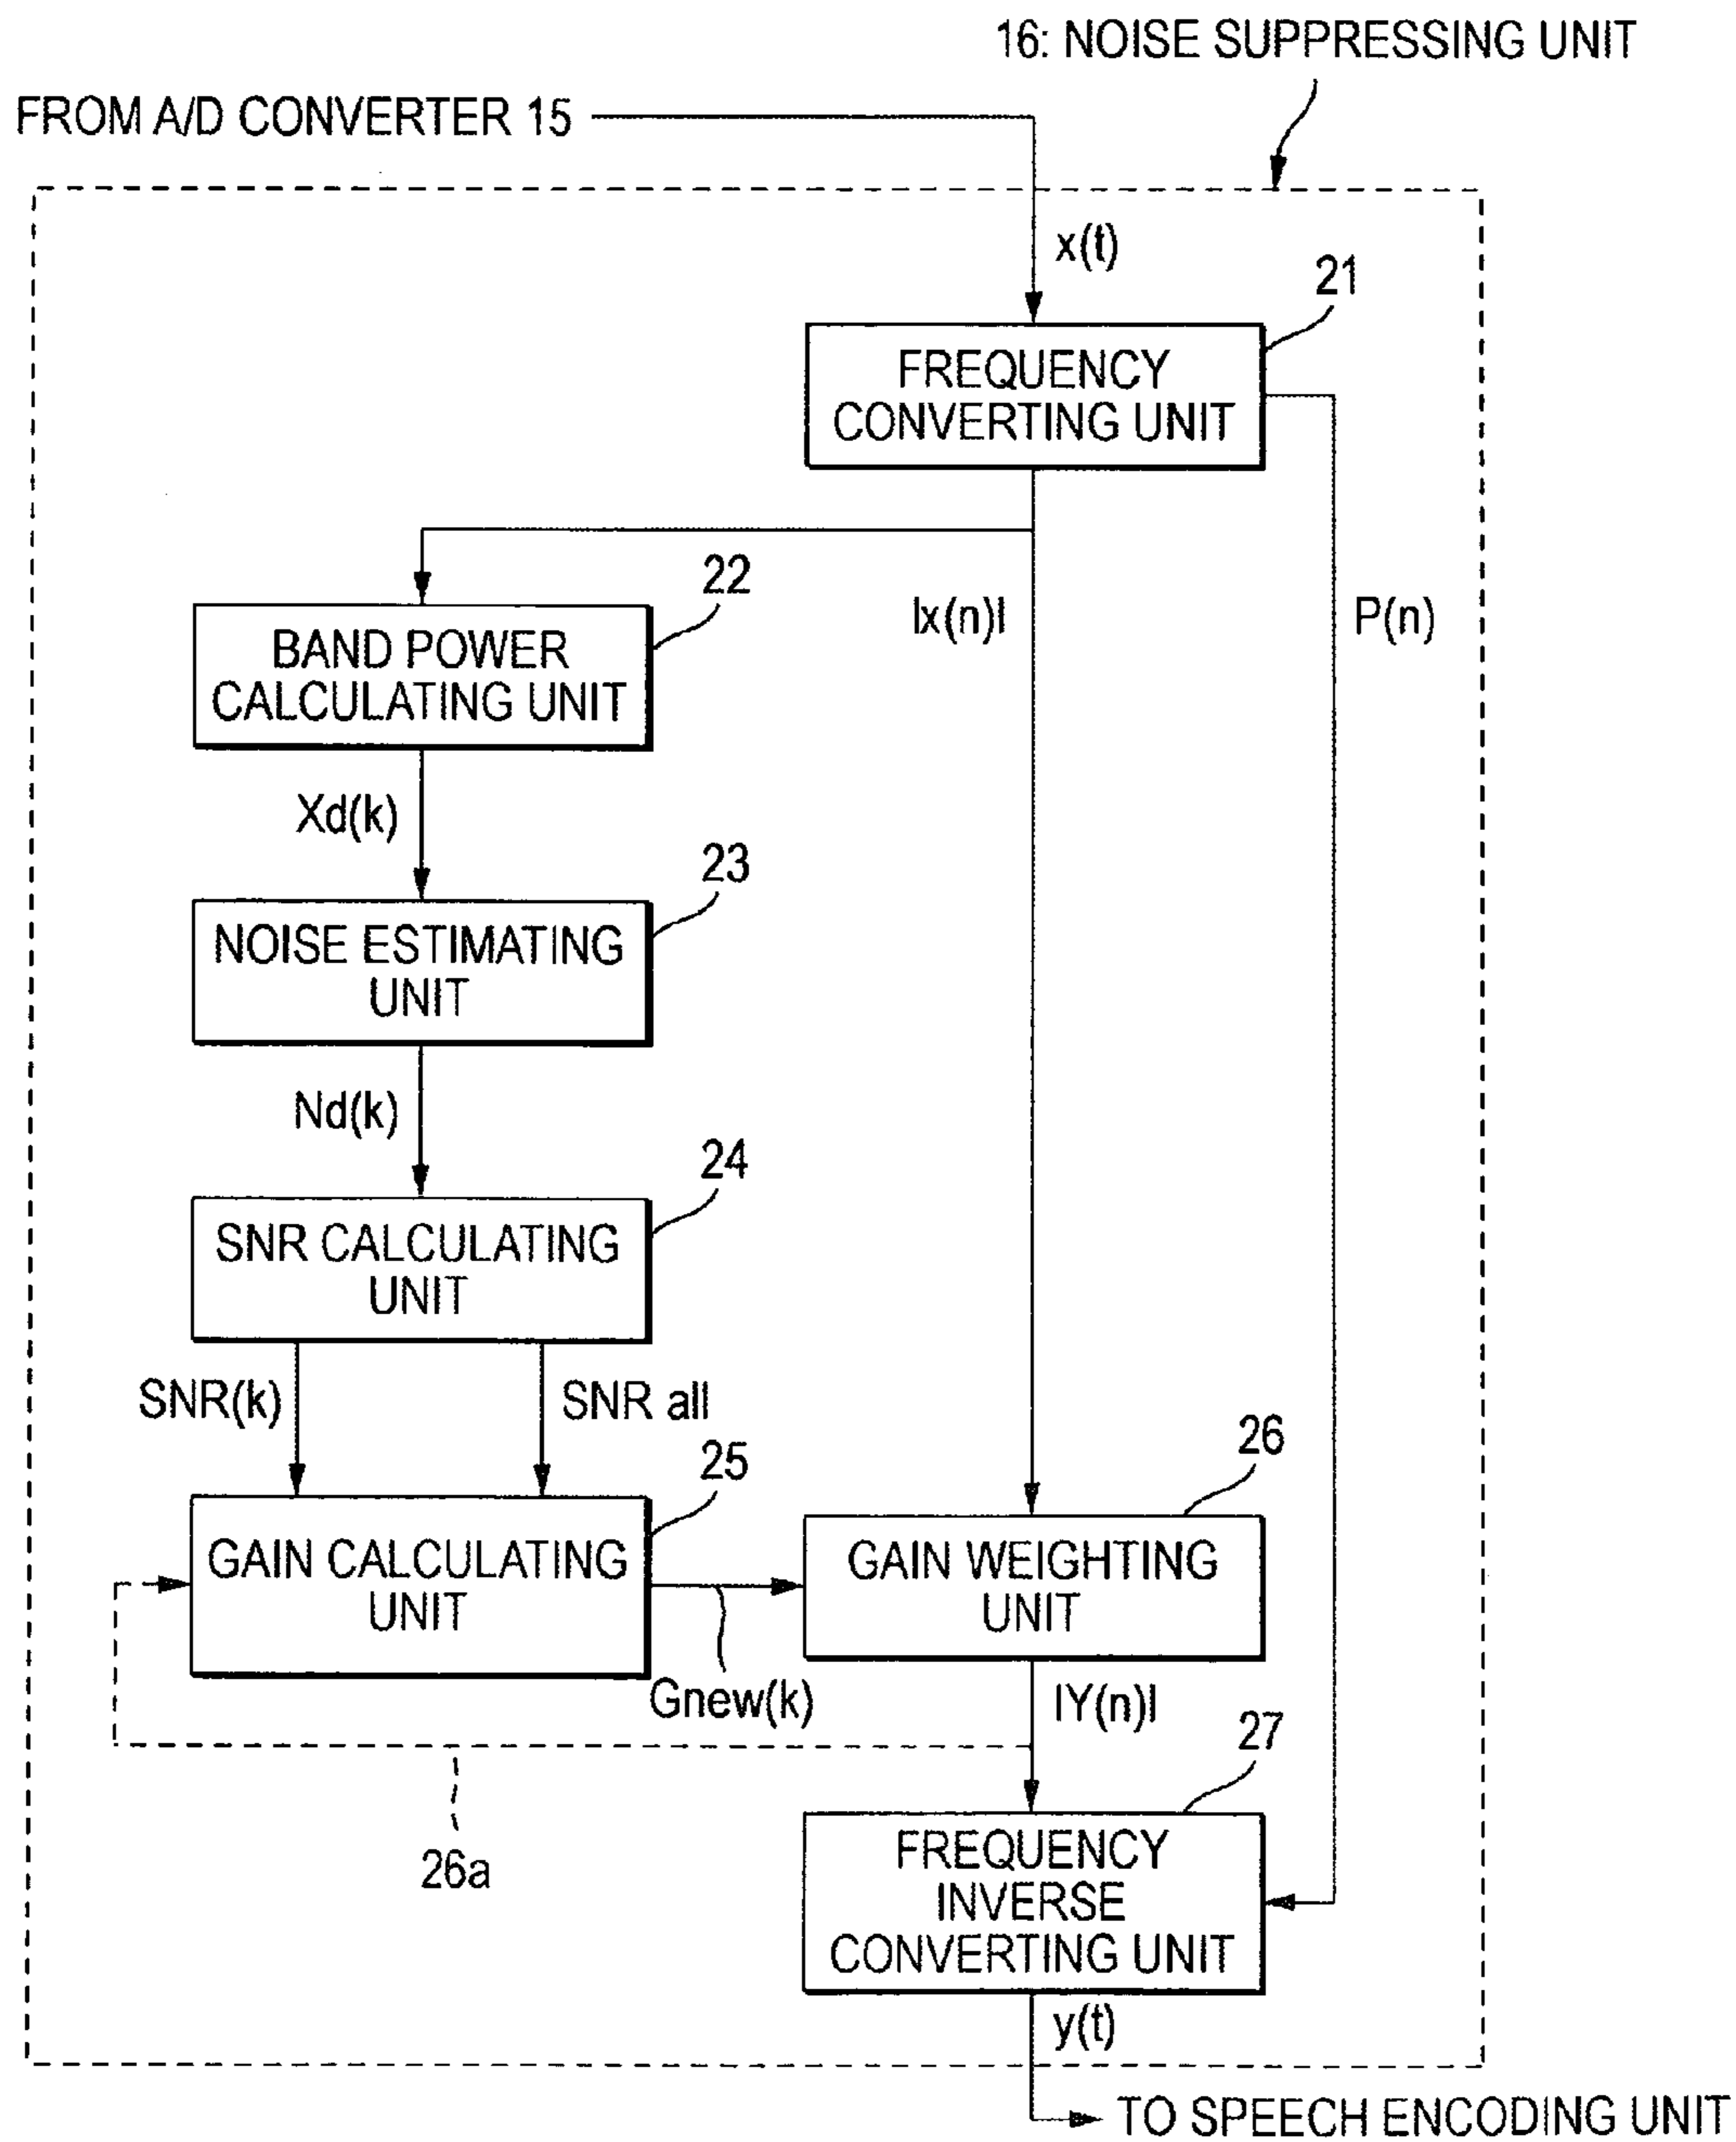 16: NOISE SUPPRESSING UNIT
FROM A/D CONVERTER 15
x(t)
21
FREQUENCY
CONVERTING UNIT
22
|x(n)|
P(n)
BAND POWER
CALCULATING UNIT
Xd(k)
23
NOISE ESTIMATING
UNIT
Nd(k)
24
SNR CALCULATING
UNIT
SNR(k)
SNR all
25
26
GAIN CALCULATING
UNIT
GAIN WEIGHTING
UNIT
Gnew(k)
|Y(n)|
27
26a
FREQUENCY
INVERSE
CONVERTING UNIT
y(t)
TO SPEECH ENCODING UNIT